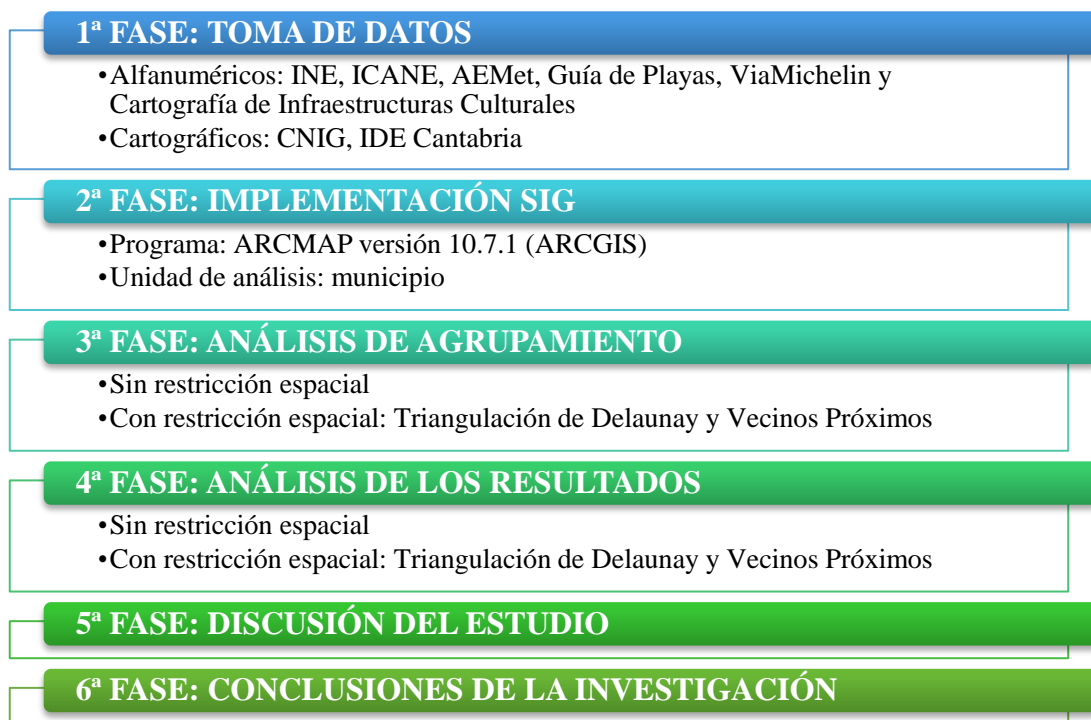 1ª FASE: TOMA DE DATOS
•Alfanuméricos: INE, ICANE, AEMet, Guía de Playas, ViaMichelin y
Cartografía de Infraestructuras Culturales
•Cartográficos: CNIG, IDE Cantabria
2ª FASE: IMPLEMENTACIÓN SIG
•Programa: ARCMAP versión 10.7.1 (ARCGIS)
•Unidad de análisis: municipio
3ª FASE: ANÁLISIS DE AGRUPAMIENTO
•Sin restricción espacial
•Con restricción espacial: Triangulación de Delaunay y Vecinos Próximos
4ª FASE: ANÁLISIS DE LOS RESULTADOS
•Sin restricción espacial
•Con restricción espacial: Triangulación de Delaunay y Vecinos Próximos
5ª FASE: DISCUSIÓN DEL ESTUDIO
6ª FASE: CONCLUSIONES DE LA INVESTIGACIÓN